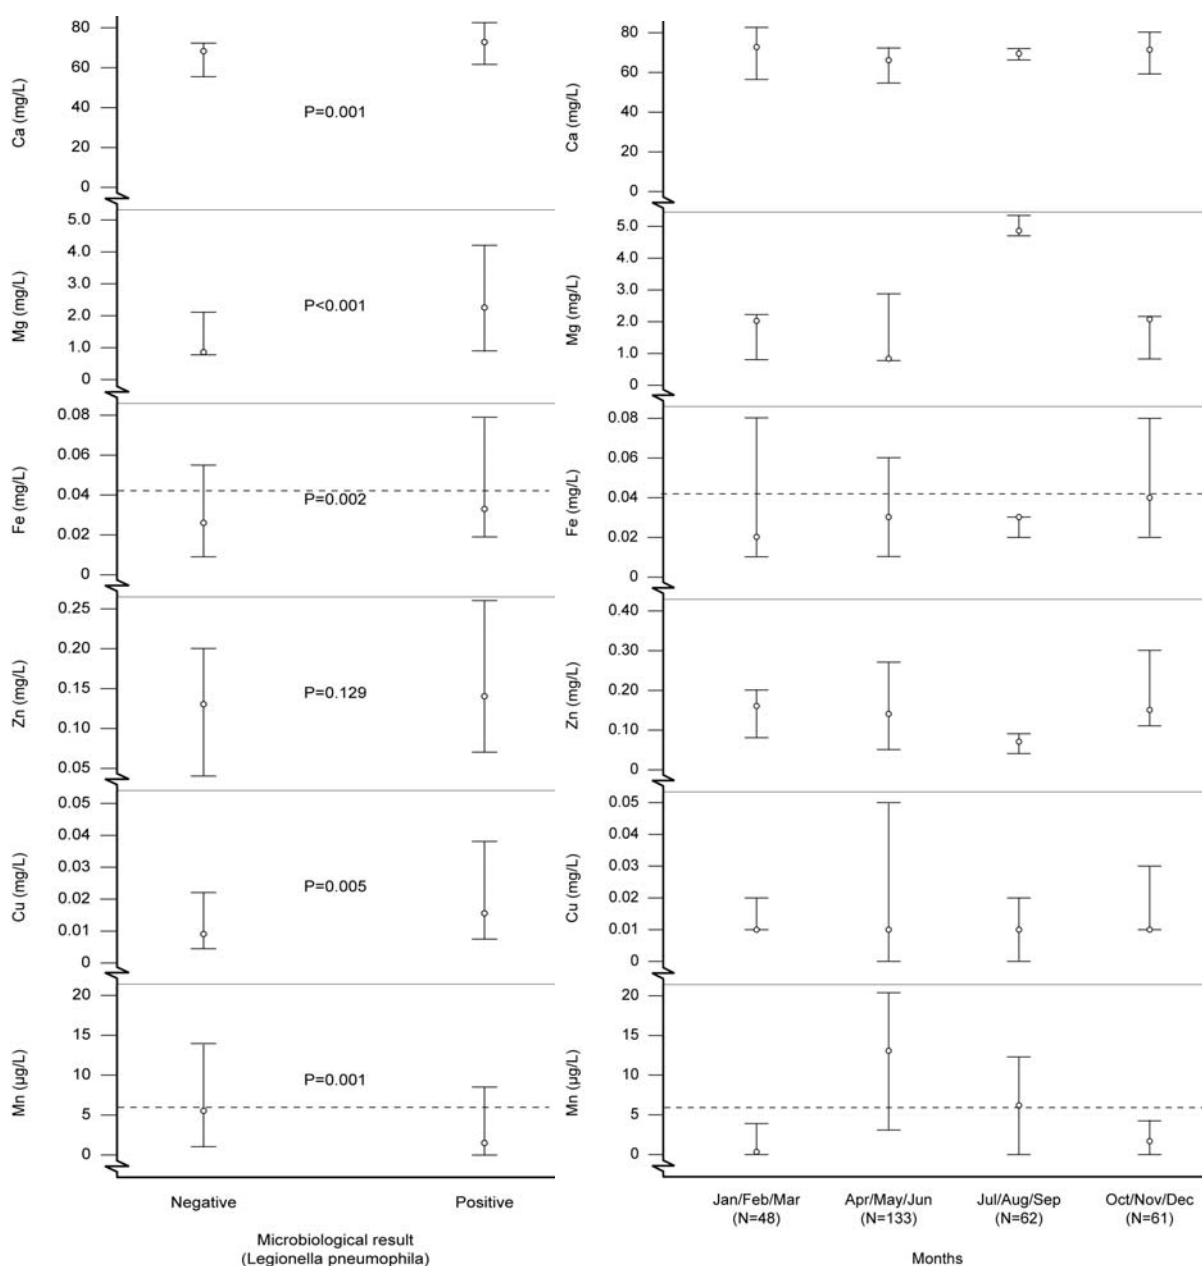 80
60
40
20
0
Ca (mg/L)
P=0.001
5.0
4.0
3.0
2.0
1.0
0
Mg (mg/L)
P<0.001
0.08
0.06
0.04
0.02
0
Fe (mg/L)
P=0.002
0.25
0.20
0.15
0.10
0.05
Zn (mg/L)
P=0.129
0.05
0.04
0.03
0.02
0.01
0
Cu (mg/L)
P=0.005
20
15
10
5
0
Mn (µg/L)
P=0.001
Negative Positive
Microbiological result
(Legionella pneumophila)
80
60
40
20
0
Ca (mg/L)
5.0
4.0
3.0
2.0
1.0
0
Mg (mg/L)
0.08
0.06
0.04
0.02
0
Fe (mg/L)
0.40
0.30
0.20
0.10
0
Zn (mg/L)
0.05
0.04
0.03
0.02
0.01
0
Cu (mg/L)
20
15
10
5
0
Mn (µg/L)
Jan/Feb/Mar Apr/May/Jun Jul/Aug/Sep Oct/Nov/Dec
(N=48) (N=133) (N=62) (N=61)
Months